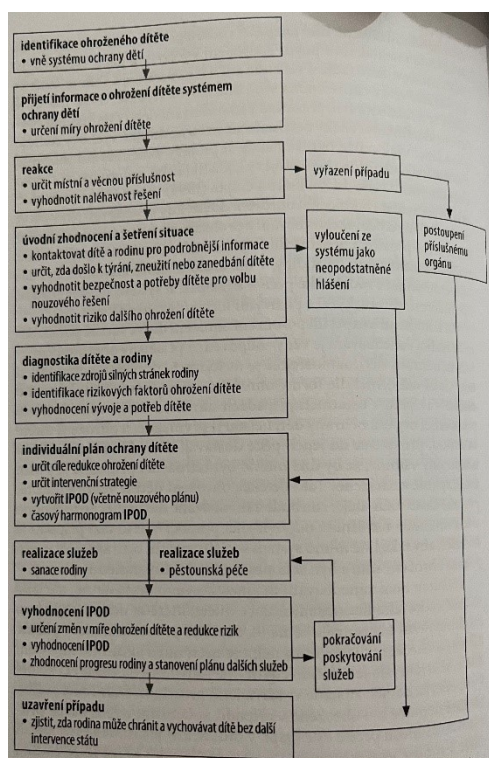 identifikace ohroženého dítěte
• vně systému ochrany dětí
přijetí informace o ohrožení dítěte systémem
ochrany dětí
• určení míry ohrožení dítěte
reakce
• určit místní a věcnou příslušnost
• vyhodnotit naléhavost řešení
vyřazení případu
postoupení
příslušnému
orgánu
úvodní zhodnocení a šetření situace
• kontaktovat dítě a rodinu pro podrobnější informace
• určit, zda došlo k týrání, zneužití nebo zanedbání dítěte
• vyhodnotit bezpečnost a potřeby dítěte pro volbu
nouzového řešení
• vyhodnotit riziko dalšího ohrožení dítěte
vyloučení ze
systému jako
neopodstatněné
hlášení
diagnostika dítěte a rodiny
• identifikace zdrojů silných stránek rodiny
• identifikace rizikových faktorů ohrožení dítěte
• vyhodnocení vývoje a potřeb dítěte
individuální plán ochrany dítěte
• určit cíle redukce ohrožení dítěte
• určit intervenční strategie
• vytvořit IPOD (včetně nouzového plánu)
• časový harmonogram IPOD
realizace služeb
• sanace rodiny
realizace služeb
• pěstounská péče
vyhodnocení IPOD
• určení změn v míře ohrožení dítěte a redukce rizik
• vyhodnocení IPOD
• zhodnocení progresu rodiny a stanovení plánu dalších služeb
pokračování
poskytování
služeb
uzavření případu
• zjistit, zda rodina může chránit a vychovávat dítě bez další
intervence státu